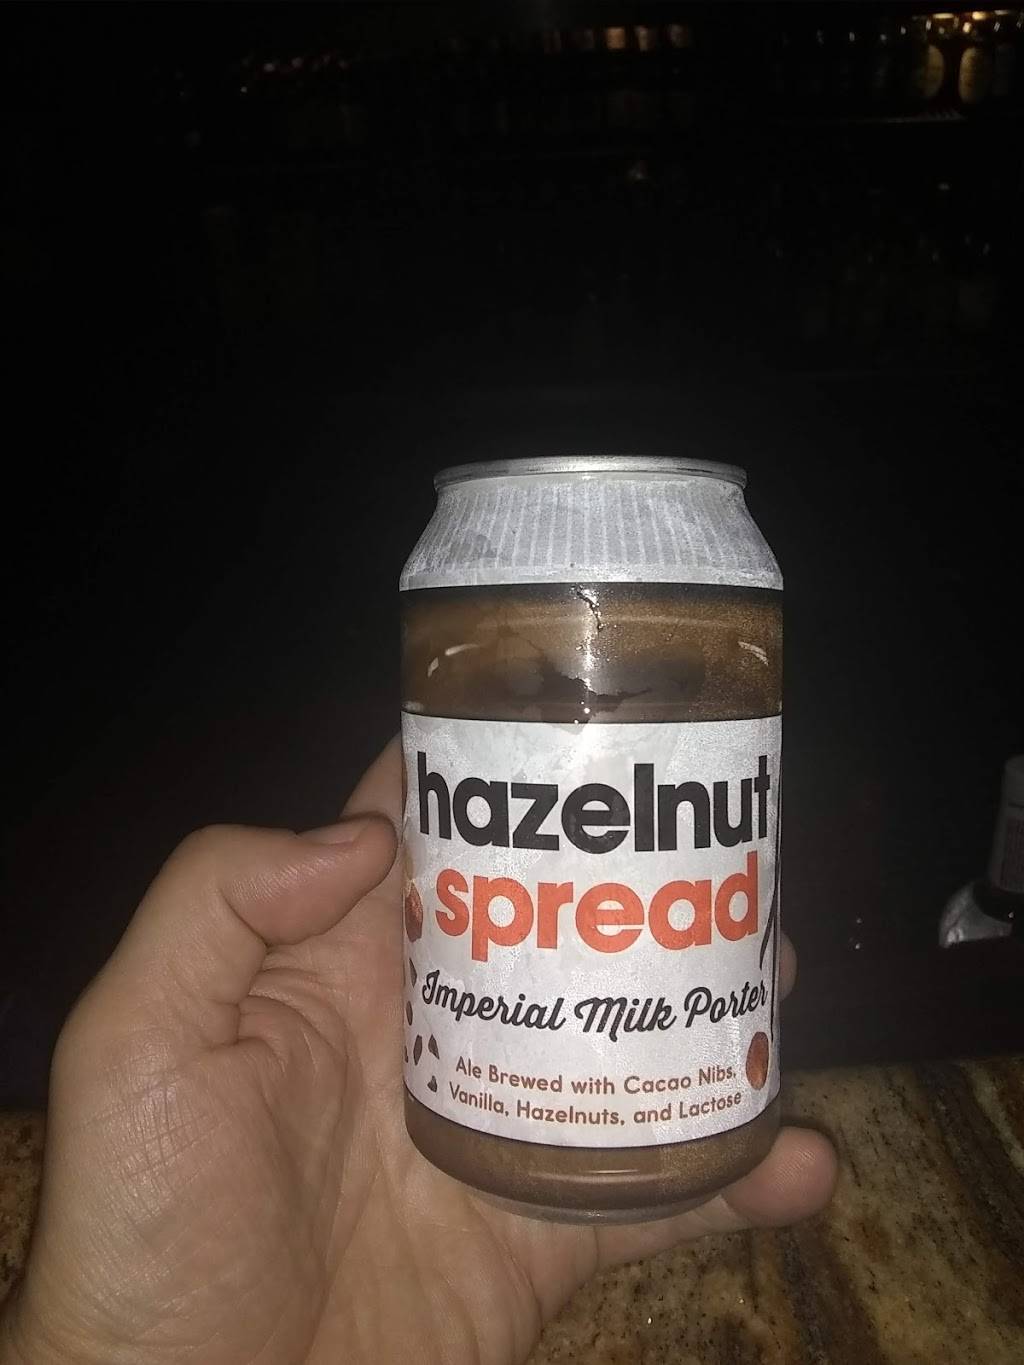 hazelnut
spread
Imperial Milk Porter
Ale Brewed with Cacao Nibs,
Vanilla, Hazelnuts, and Lactose